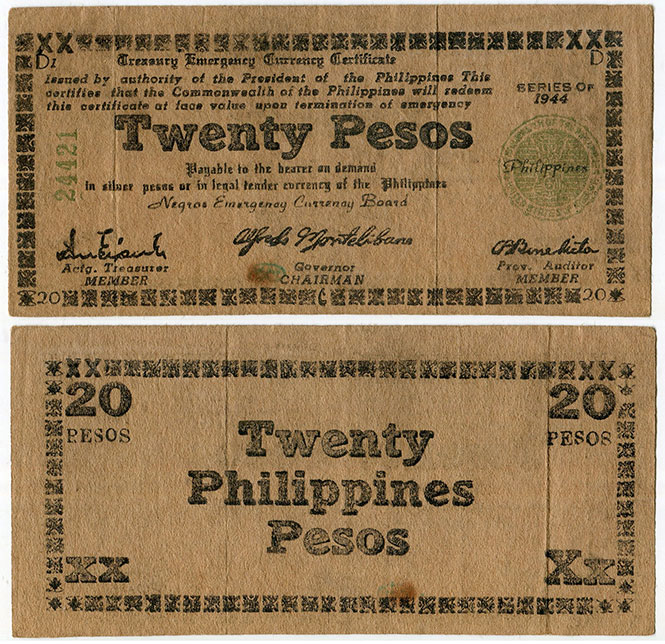 XX XX
D1 D
Treasury Emergency Currency Certificate
Issued by authority of the President of the Philippines This
certifies that the Commonwealth of the Philippines will redeem
this certificate at face value upon termination of emergency
SERIES OF
1944
Twenty Pesos
24421
Philippines
Payable to the bearer on demand
in silver pesos or in legal tender currency of the Philippines
Negros Emergency Currency Board
Alfredo Montelibano
Actg. Treasurer Governor Prov. Auditor
MEMBER CHAIRMAN MEMBER
20 G 20
XX XX
20 20
PESOS PESOS
Twenty
Philippines
Pesos
XX Xx